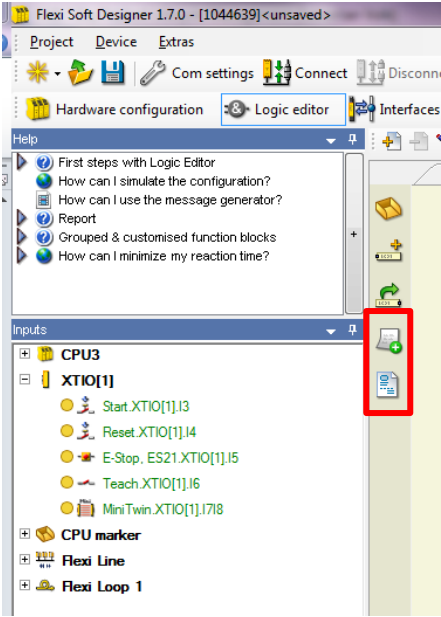 Flexi Soft Designer 1.7.0 - [1044639]<unsaved>
Project Device Extras
Com settings Connect Disconne
Hardware configuration Logic editor Interfaces
Help
First steps with Logic Editor
How can I simulate the configuration?
How can I use the message generator?
Report
Grouped & customised function blocks
How can I minimize my reaction time?
Inputs
CPU3
XTIO[1]
Start.XTIO[1].I3
Reset.XTIO[1].I4
E-Stop, ES21.XTIO[1].I5
Teach.XTIO[1].I6
MiniTwin.XTIO[1].I7I8
CPU marker
Flexi Line
Flexi Loop 1